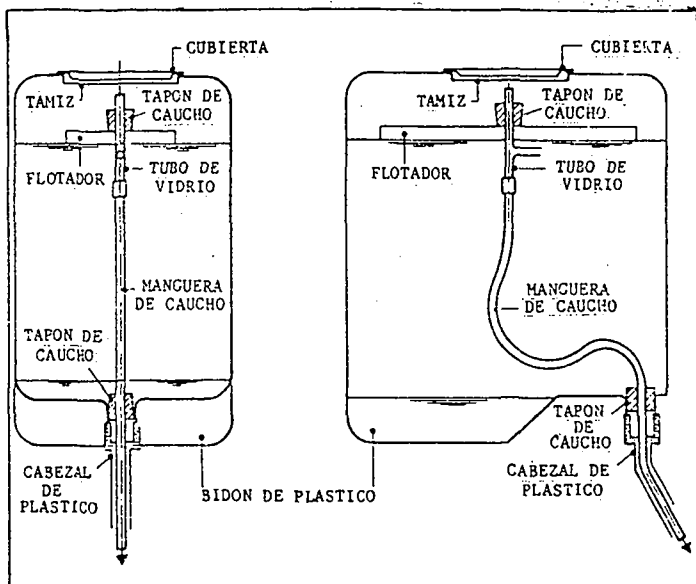 CUBIERTA
TAMIZ
TAPON DE
CAUCHO
FLOTADOR
TUBO DE
VIDRIO
MANGUERA
DE CAUCHO
TAPON DE
CAUCHO
CABEZAL
DE
PLASTICO
BIDON DE PLASTICO
CUBIERTA
TAMIZ
TAPON DE
CAUCHO.
FLOTADOR
TUBO DE
VIDRIO
MANGUERA
DE CAUCHO
TAPON
DE
CAUCHO
CABEZAL DE
PLASTICO